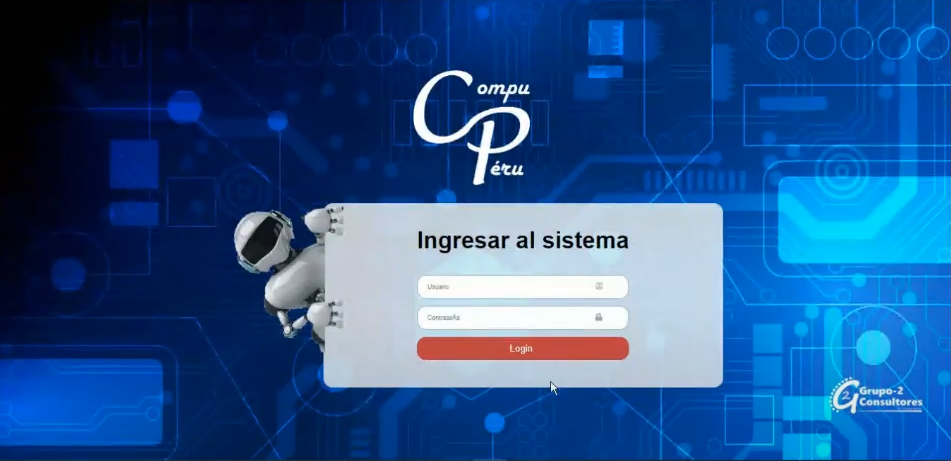 Compu
Péru
Ingresar al sistema
Usuario
Contraseña
Login
Grupo-2
Consultores